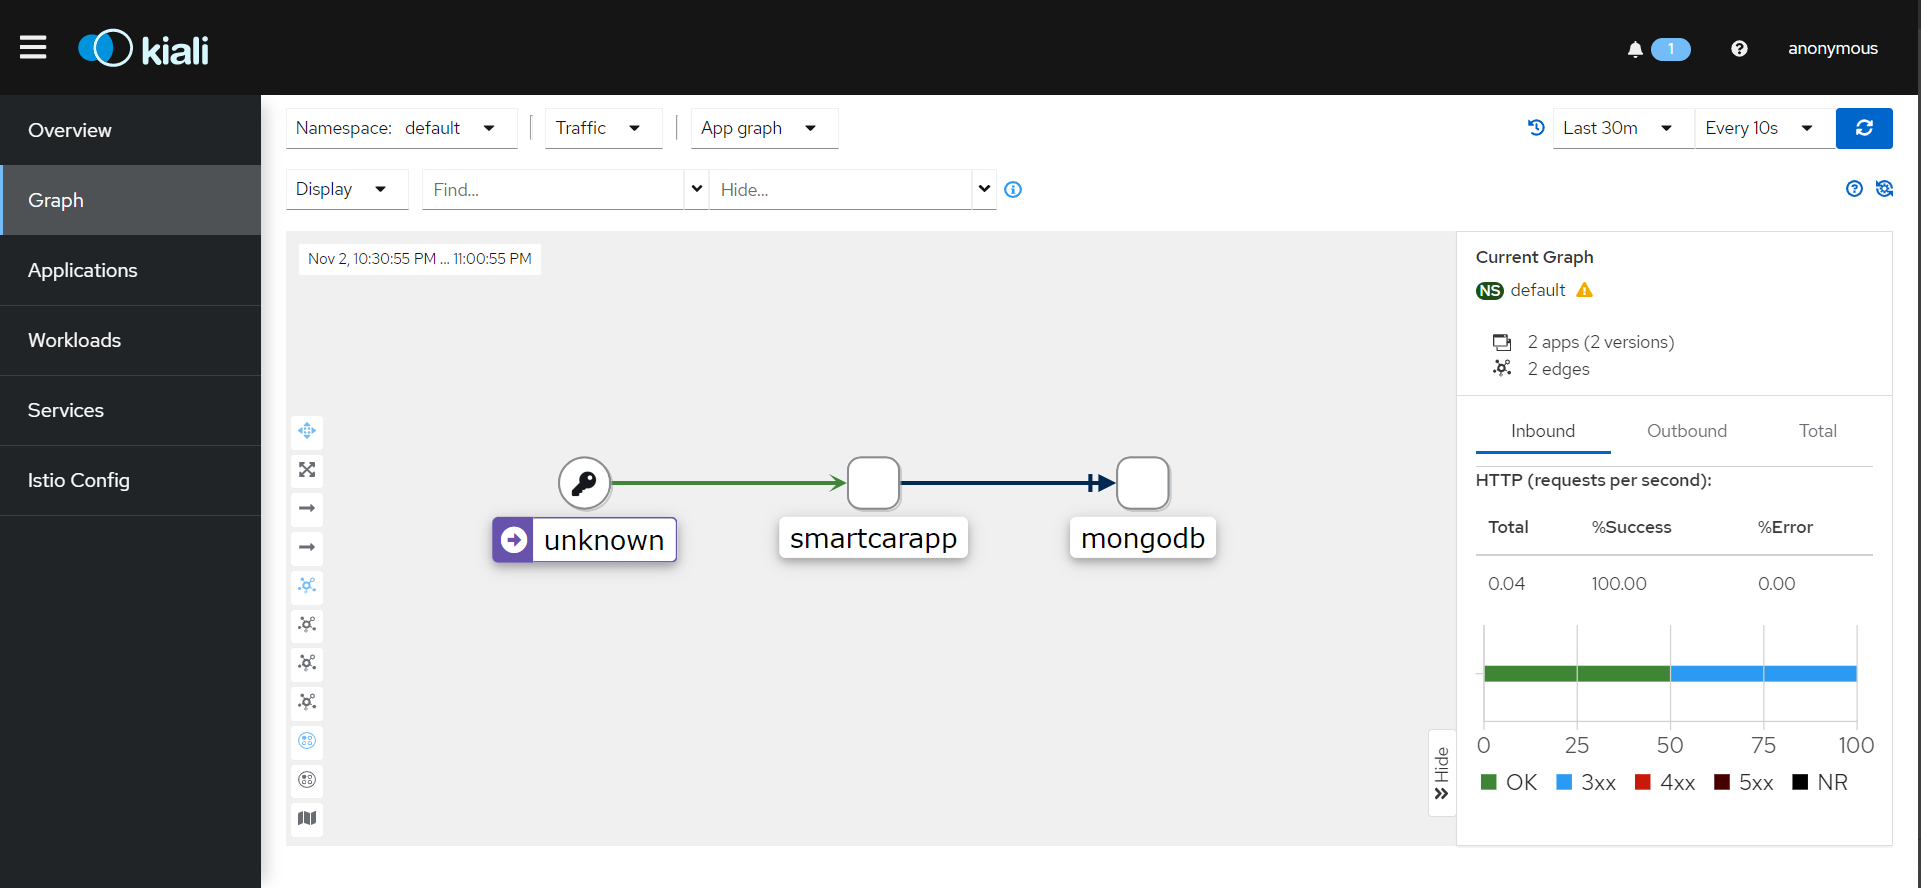 kiali
1
anonymous
Overview
Graph
Applications
Workloads
Services
Istio Config
Namespace: default
Traffic
App graph
Last 30m
Every 10s
Display
Find...
Hide...
Nov 2, 10:30:55 PM ... 11:00:55 PM
unknown
smartcarapp
mongodb
Hide
Current Graph
NS default
2 apps (2 versions)
2 edges
Inbound Outbound Total
HTTP (requests per second):
Total %Success %Error
0.04 100.00 0.00
0 25 50 75 100
OK 3xx 4xx 5xx NR